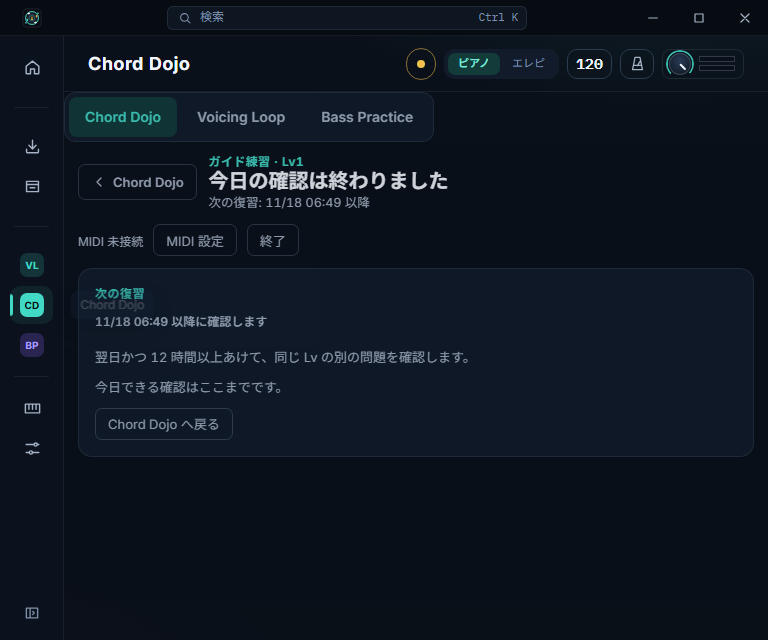 検索
Ctrl K
Chord Dojo
ピアノ
エレピ
120
Chord Dojo
Voicing Loop
Bass Practice
Chord Dojo
ガイド練習 · Lv1
今日の確認は終わりました
次の復習: 11/18 06:49 以降
MIDI 未接続
MIDI 設定
終了
VL
CD
BP
Chord Dojo
次の復習
11/18 06:49 以降に確認します
翌日かつ 12 時間以上あけて、同じ Lv の別の問題を確認します。
今日できる確認はここまでです。
Chord Dojo へ戻る